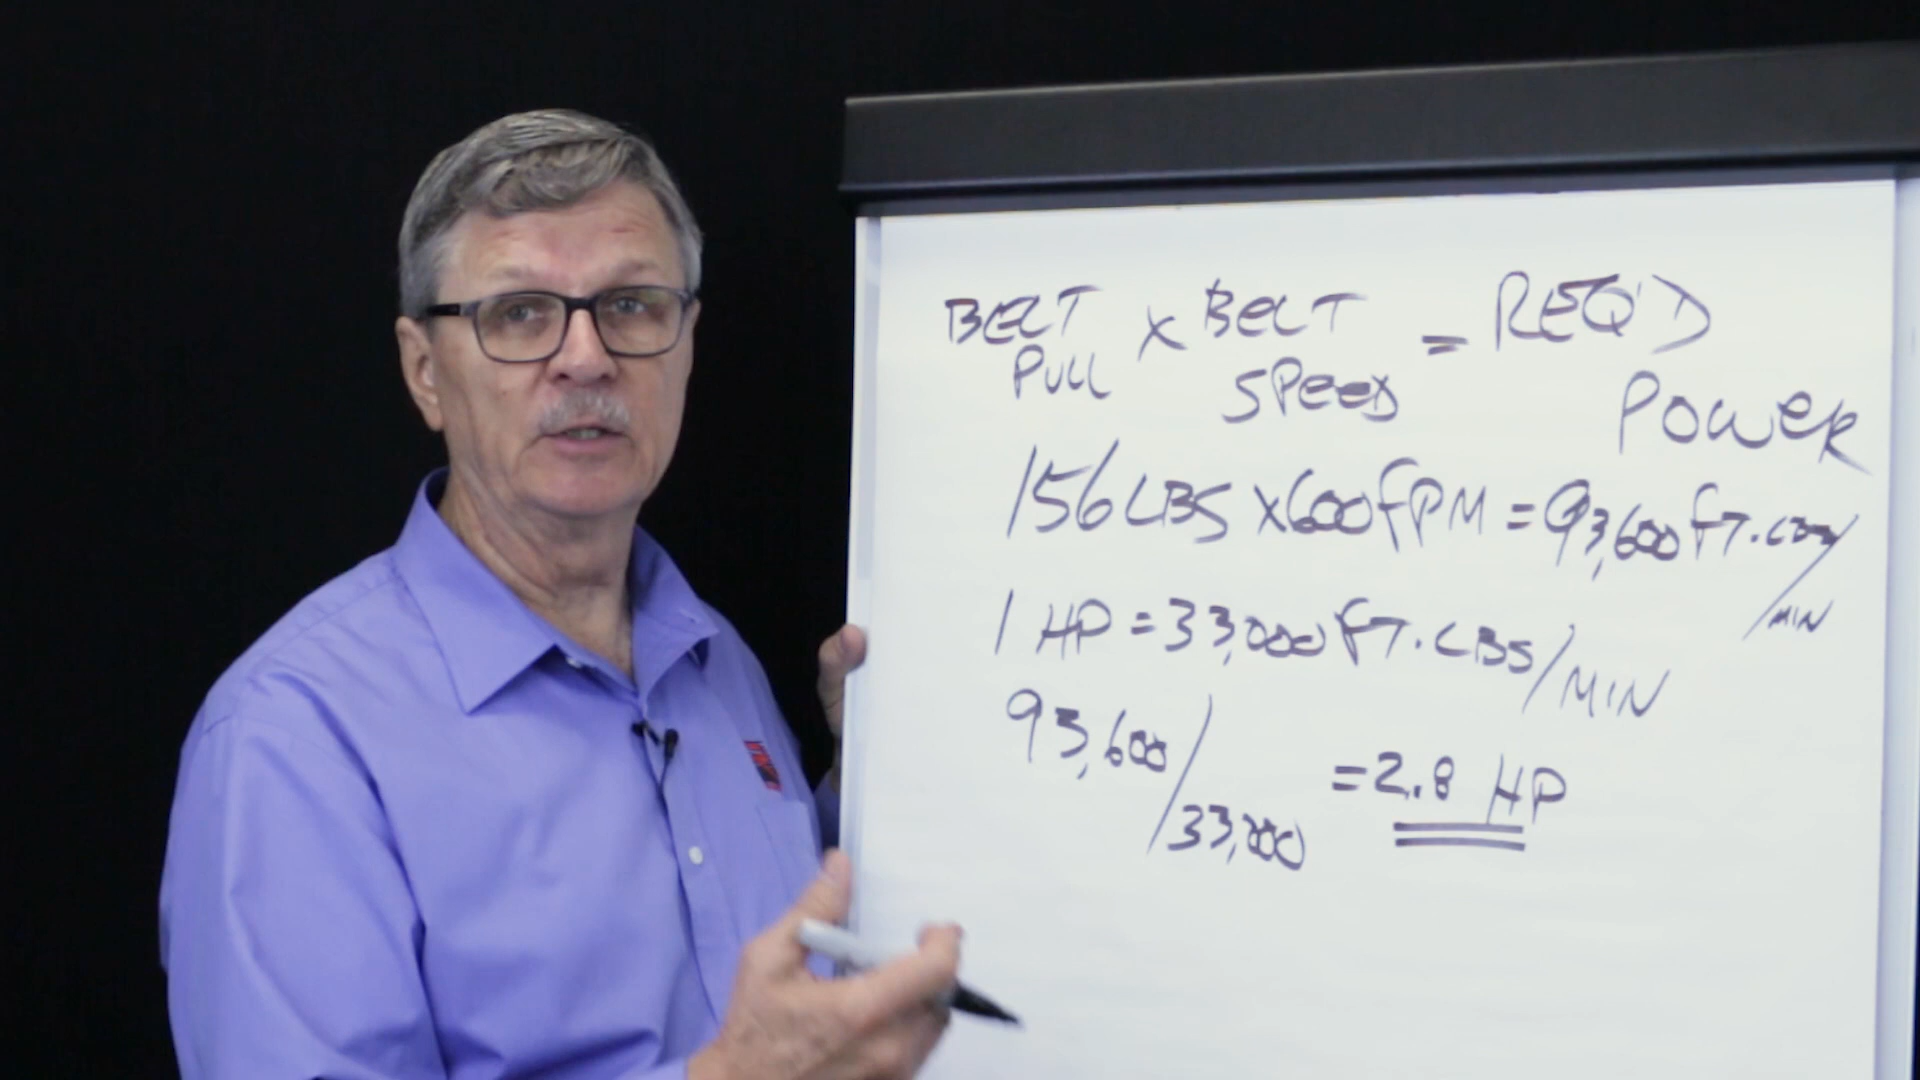 BELT PULL X BELT SPEED = REQ'D POWER
156 LBS X 600 FPM = 93,600 FT. LBS/MIN
1 HP = 33,000 FT. LBS/MIN
93,600/33,000 = 2.8 HP